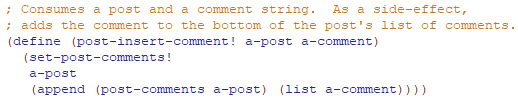 ; Consumes a post and a comment string.  As a side-effect,
; adds the comment to the bottom of the post's list of comments.
(define (post-insert-comment! a-post a-comment)
  (set-post-comments!
   a-post
   (append (post-comments a-post) (list a-comment))))